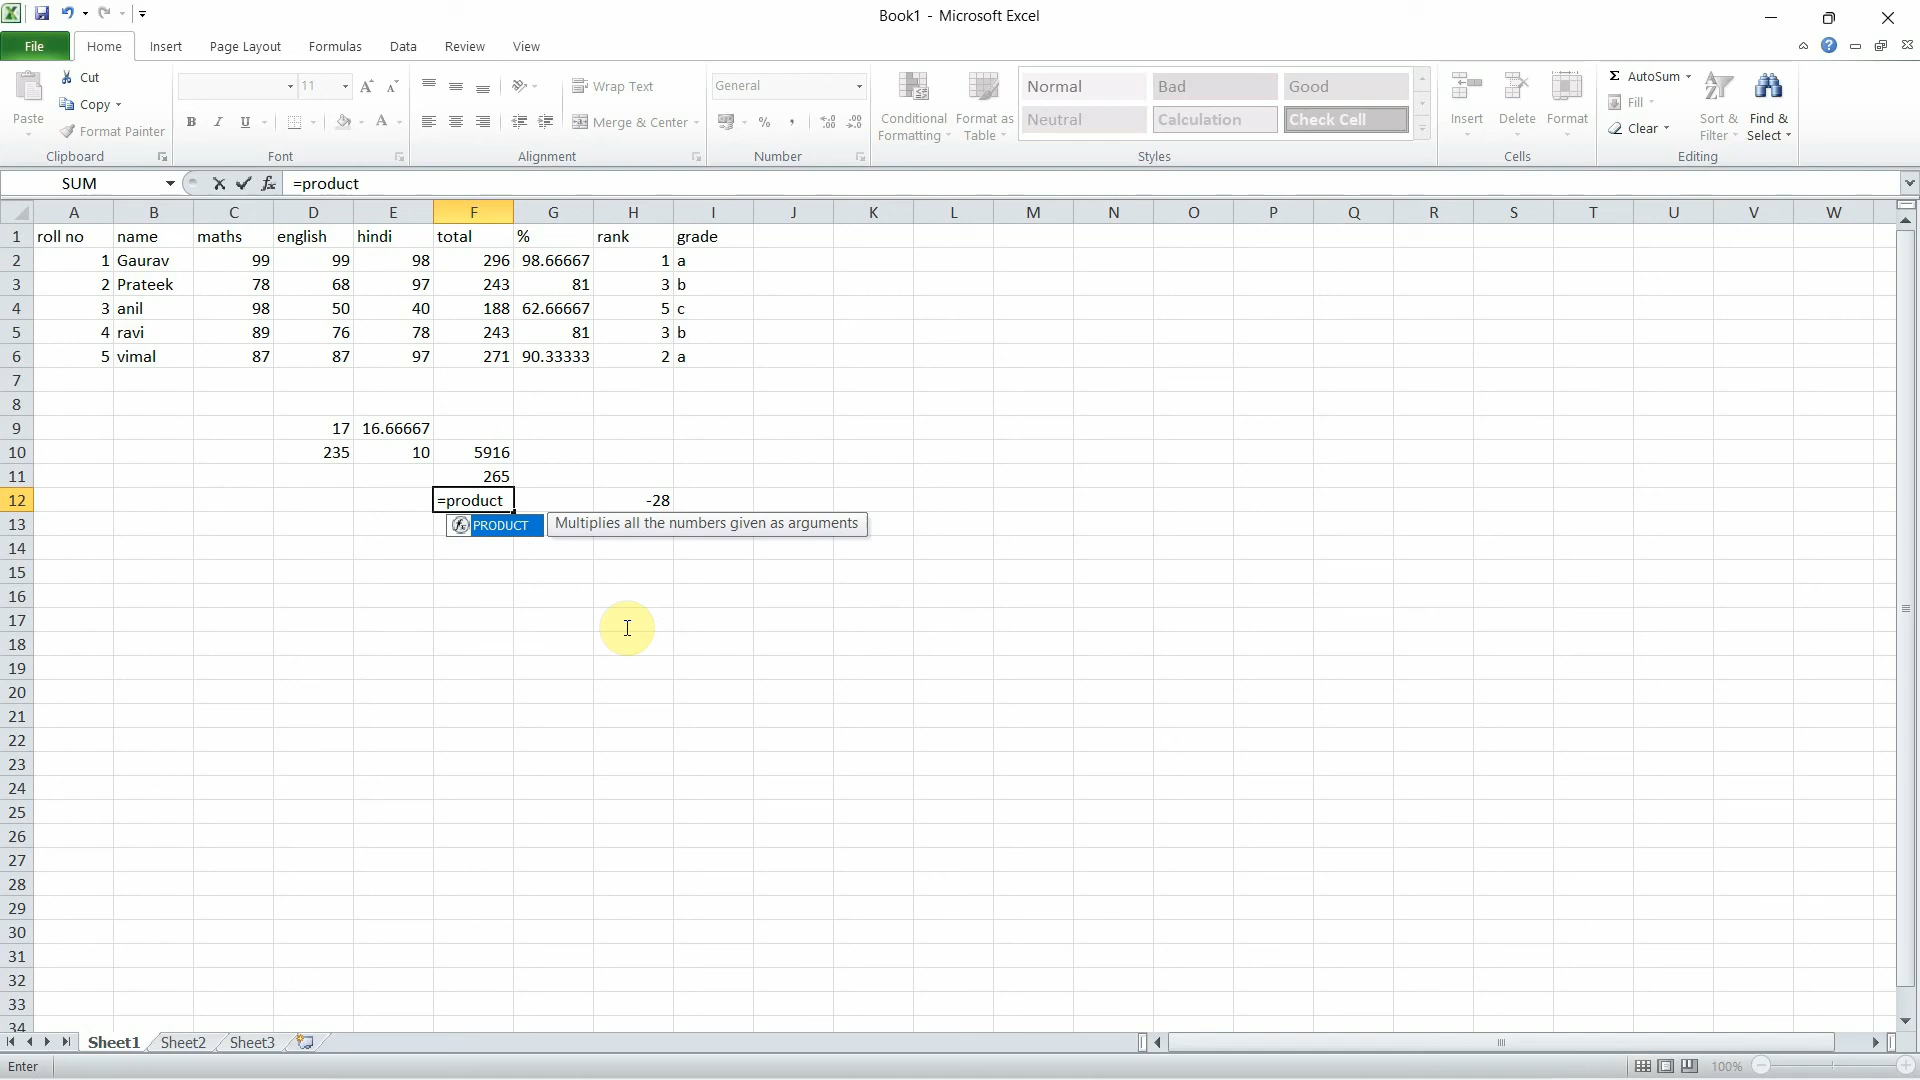 Book1 - Microsoft Excel
File Home Insert Page Layout Formulas Data Review View
Paste
Cut
Copy
Format Painter
Clipboard
11
B I U
A
Font
Wrap Text
Merge & Center
Alignment
General
% ,
Number
Conditional Formatting
Format as Table
Normal Bad Good
Neutral Calculation Check Cell
Styles
Insert Delete Format
Cells
Σ AutoSum
Fill
Clear
Sort & Filter
Find & Select
Editing
SUM fx =product
A B C D E F G H I J K L M N O P Q R S T U V W
1 roll no name maths english hindi total % rank grade
2 1 Gaurav 99 99 98 296 98.66667 1 a
3 2 Prateek 78 68 97 243 81 3 b
4 3 anil 98 50 40 188 62.66667 5 c
5 4 ravi 89 76 78 243 81 3 b
6 5 vimal 87 87 97 271 90.33333 2 a
7
8
9 17 16.66667
10 235 10 5916
11 265
12 =product -28
13 fx PRODUCT Multiplies all the numbers given as arguments
14
15
16
17
18
19
20
21
22
23
24
25
26
27
28
29
30
31
32
33
34
Sheet1 Sheet2 Sheet3
Enter 100%